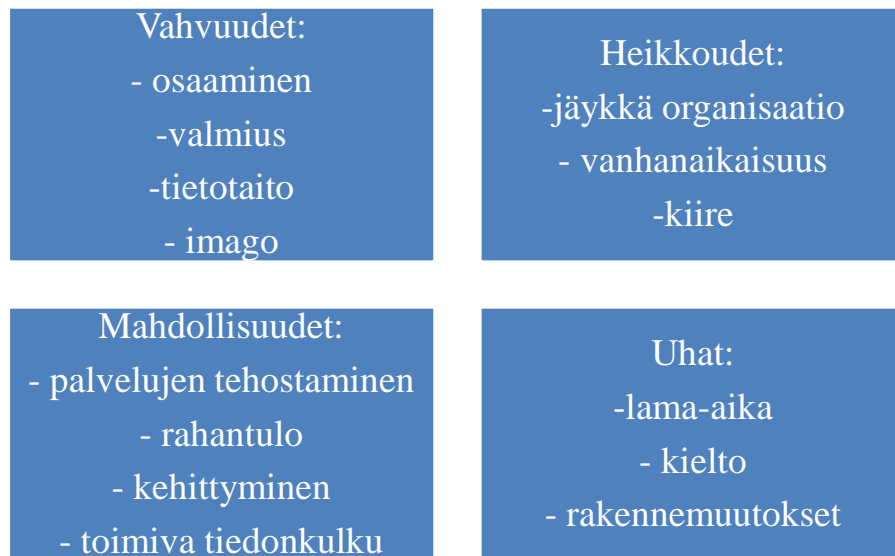 Vahvuudet:
- osaaminen
-valmius
-tietotaito
- imago
Heikkoudet:
-jäykkä organisaatio
- vanhanaikaisuus
-kiire
Mahdollisuudet:
- palvelujen tehostaminen
- rahantulo
- kehittyminen
- toimiva tiedonkulku
Uhat:
-lama-aika
- kielto
- rakennemuutokset